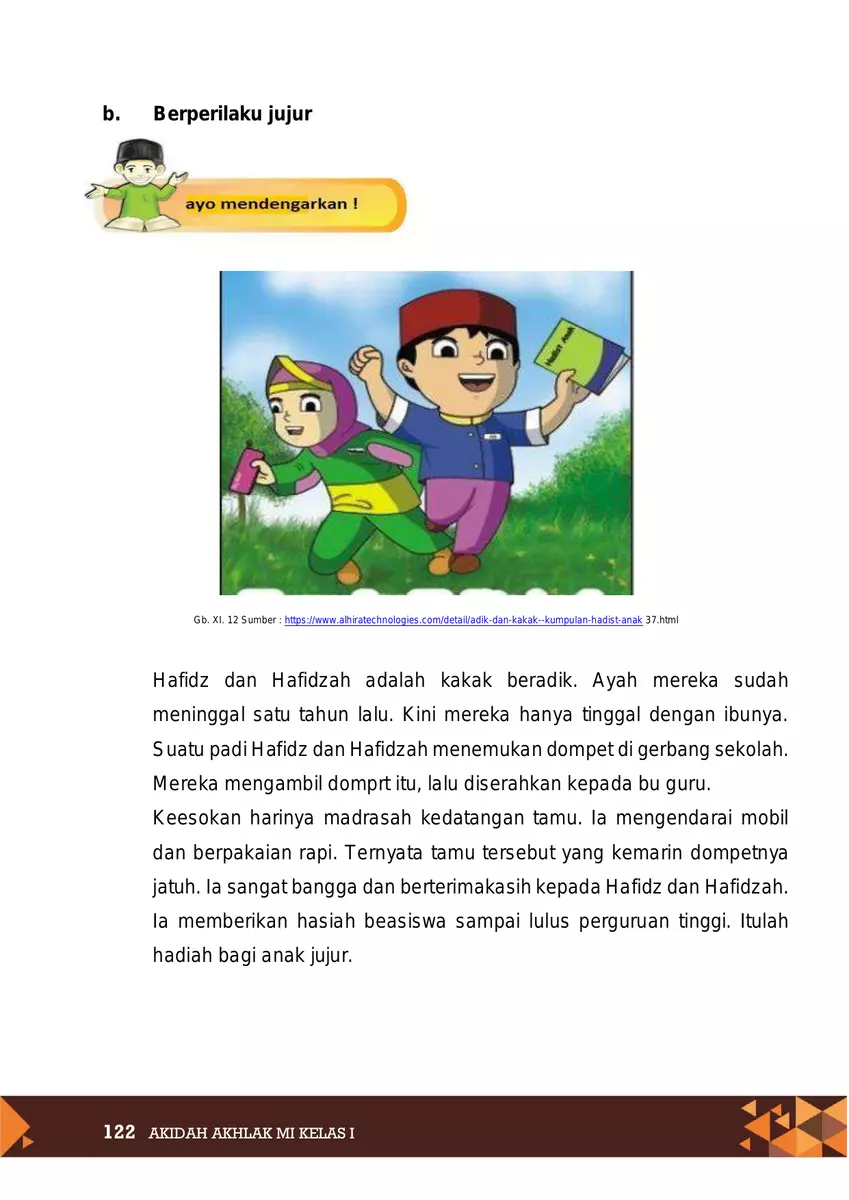 b. Berperilaku jujur
ayo mendengarkan !
Hadist Anak
Gb. XI. 12 Sumber : https://www.alhiratechnologies.com/detail/adik-dan-kakak--kumpulan-hadist-anak 37.html
Hafidz dan Hafidzah adalah kakak beradik. Ayah mereka sudah
meninggal satu tahun lalu. Kini mereka hanya tinggal dengan ibunya.
Suatu padi Hafidz dan Hafidzah menemukan dompet di gerbang sekolah.
Mereka mengambil domprt itu, lalu diserahkan kepada bu guru.
Keesokan harinya madrasah kedatangan tamu. Ia mengendarai mobil
dan berpakaian rapi. Ternyata tamu tersebut yang kemarin dompetnya
jatuh. Ia sangat bangga dan berterimakasih kepada Hafidz dan Hafidzah.
Ia memberikan hasiah beasiswa sampai lulus perguruan tinggi. Itulah
hadiah bagi anak jujur.
122 AKIDAH AKHLAK MI KELAS I